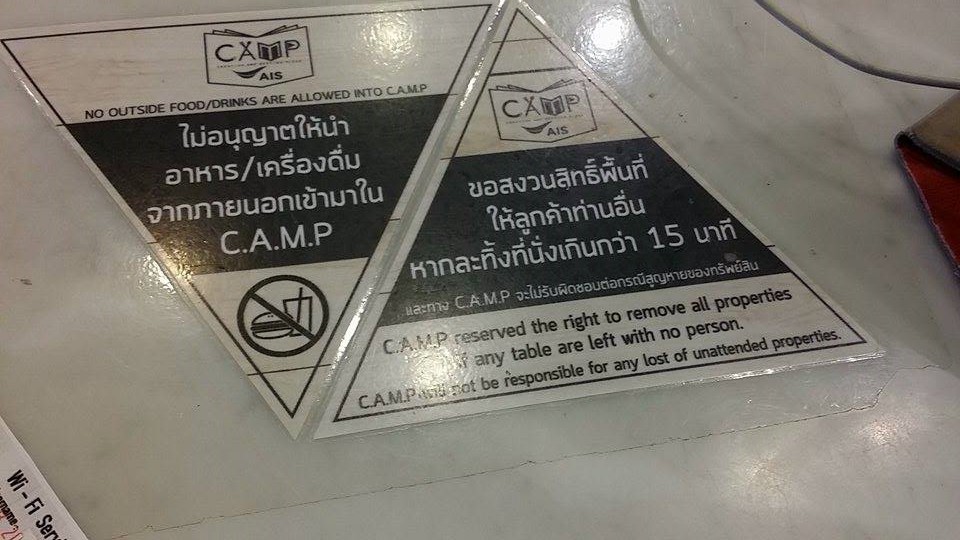 CAMP
AIS
NO OUTSIDE FOOD/DRINKS ARE ALLOWED INTO C.A.M.P
ไม่อนุญาตให้นำ
อาหาร/เครื่องดื่ม
จากภายนอกเข้ามาใน
C.A.M.P
CAMP
AIS
ขอสงวนสิทธิ์พื้นที่
ให้ลูกค้าท่านอื่น
หากละทิ้งที่นั่งเกินกว่า 15 นาที
และทาง C.A.M.P จะไม่รับผิดชอบต่อกรณีสูญหายของทรัพย์สิน
C.A.M.P reserved the right to remove all properties
if any table are left with no person.
C.A.M.P will not be responsible for any lost of unattended properties.
Wi-Fi Serv